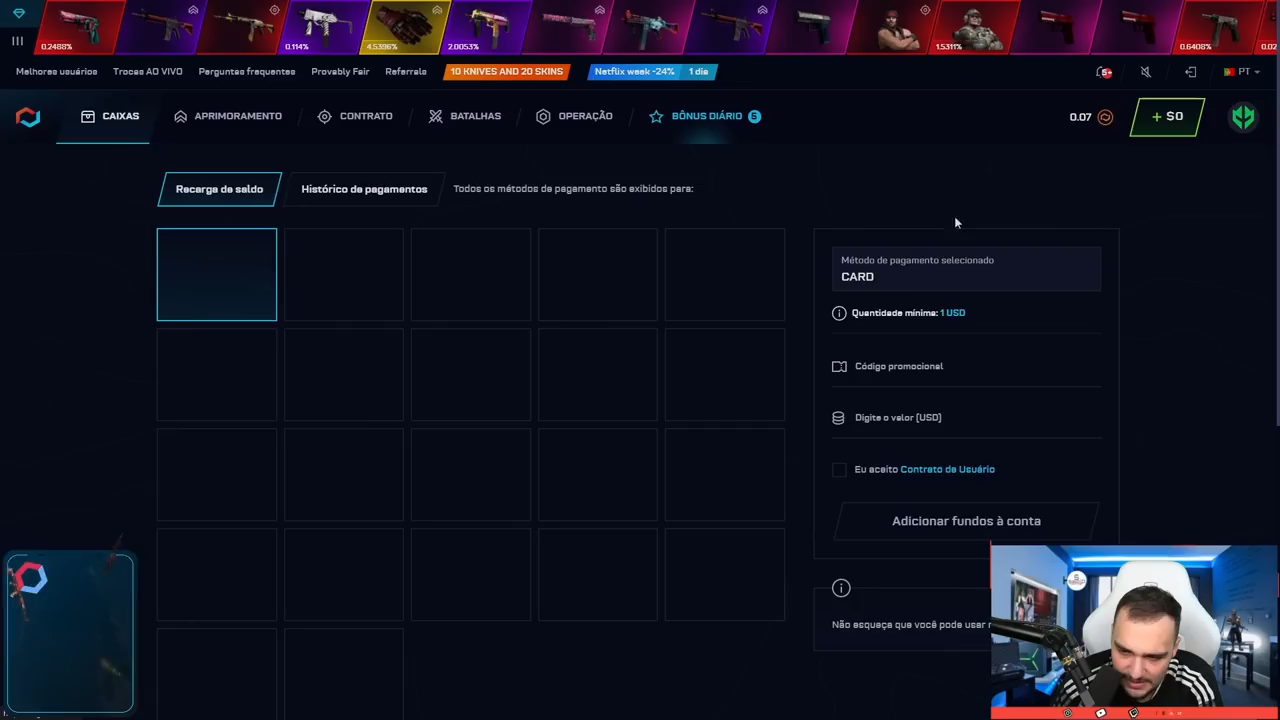 0.2488%
0.114%
4.5396%
2.0053%
1.5311%
0.6408%
0.02
Melhores usuários
Trocas AO VIVO
Perguntas frequentes
Provably Fair
Referrals
10 KNIVES AND 20 SKINS
Netflix week -24%
1 dia
5+
PT
CAIXAS
APRIMORAMENTO
CONTRATO
BATALHAS
OPERAÇÃO
BÔNUS DIÁRIO 5
0.07
+ $0
Recarga de saldo
Histórico de pagamentos
Todos os métodos de pagamento são exibidos para:
Método de pagamento selecionado
CARD
Quantidade mínima: 1 USD
Código promocional
Digite o valor (USD)
Eu aceito Contrato de Usuário
Adicionar fundos à conta
Não esqueça que você pode usar